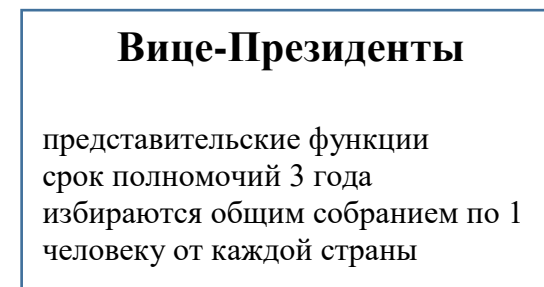 Вице-Президенты
представительские функции
срок полномочий 3 года
избираются общим собранием по 1
человеку от каждой страны